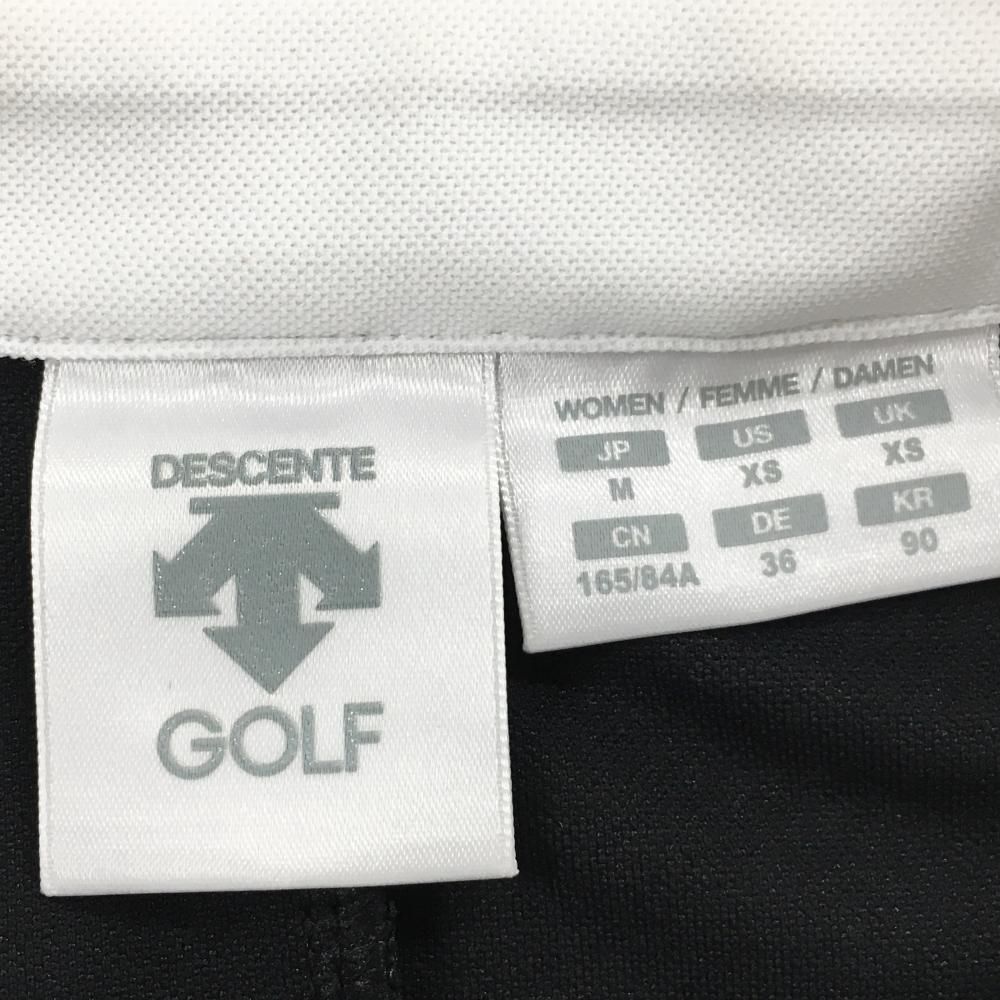 DESCENTE
GOLF
WOMEN / FEMME / DAMEN
JP US UK
M XS XS
CN DE KR
165/84A 36 90